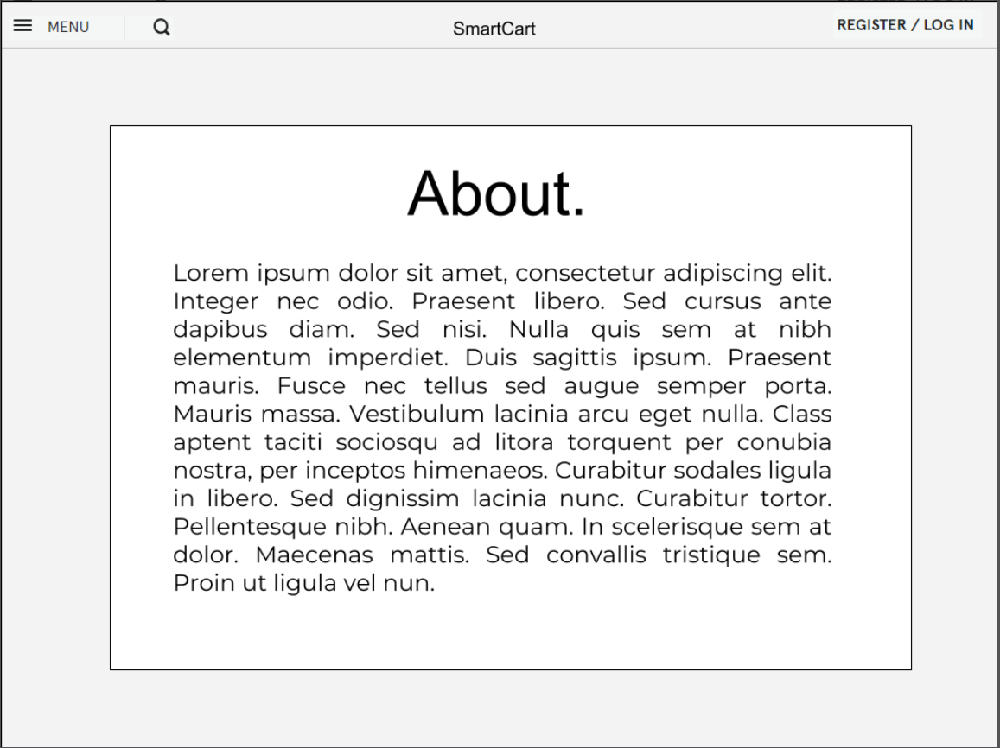 MENU
SmartCart
REGISTER / LOG IN
About.
Lorem ipsum dolor sit amet, consectetur adipiscing elit.
Integer nec odio. Praesent libero. Sed cursus ante
dapibus diam. Sed nisi. Nulla quis sem at nibh
elementum imperdiet. Duis sagittis ipsum. Praesent
mauris. Fusce nec tellus sed augue semper porta.
Mauris massa. Vestibulum lacinia arcu eget nulla. Class
aptent taciti sociosqu ad litora torquent per conubia
nostra, per inceptos himenaeos. Curabitur sodales ligula
in libero. Sed dignissim lacinia nunc. Curabitur tortor.
Pellentesque nibh. Aenean quam. In scelerisque sem at
dolor. Maecenas mattis. Sed convallis tristique sem.
Proin ut ligula vel nun.